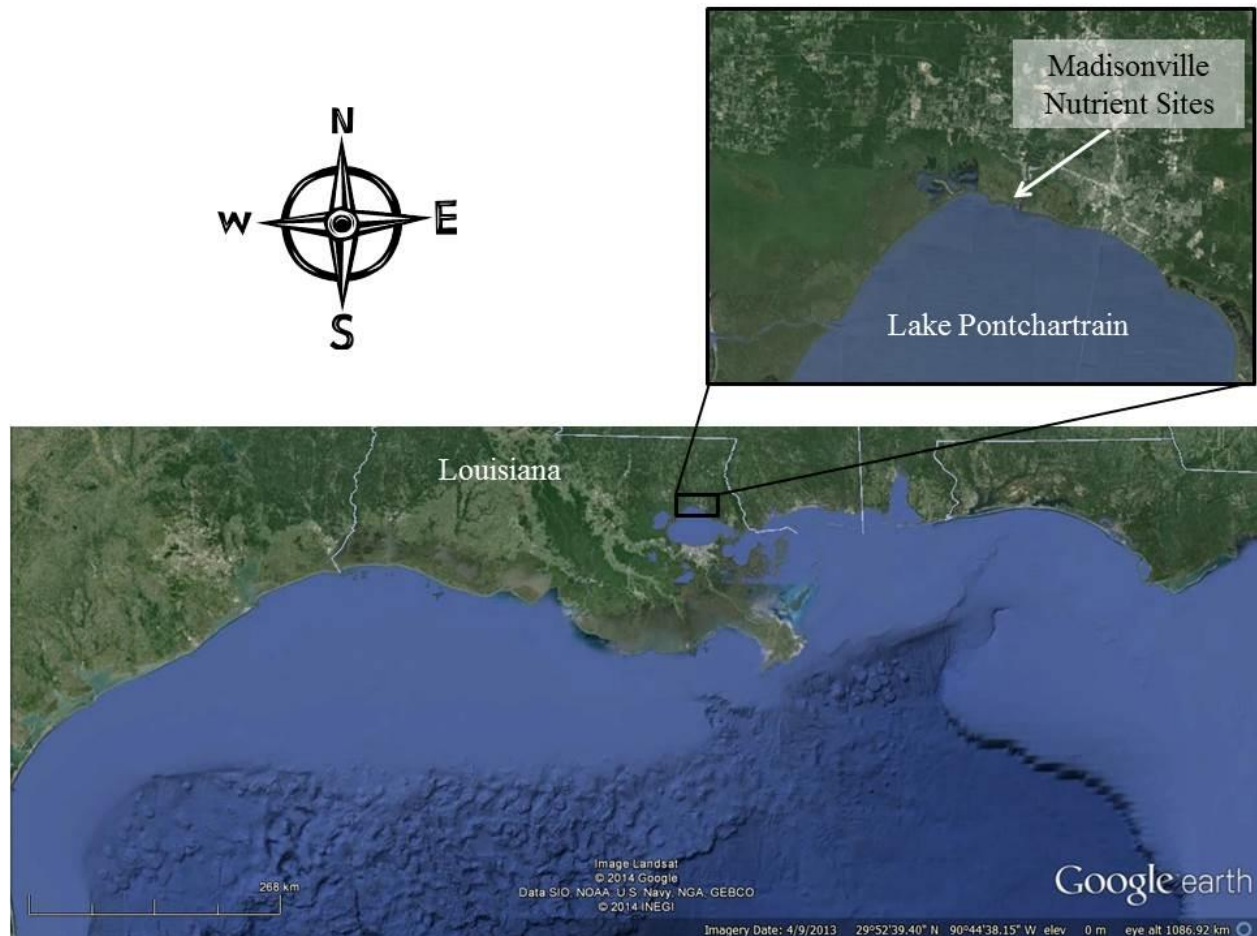 N
W
E
S
Madisonville
Nutrient Sites
Lake Pontchartrain
Louisiana
268 km
Image Landsat
© 2014 Google
Data SIO, NOAA, U.S. Navy, NGA, GEBCO
© 2014 INEGI
Google earth
Imagery Date: 4/9/2013 29°52'39.40" N 90°44'38.15" W elev 0 m eye alt 1086.92 km